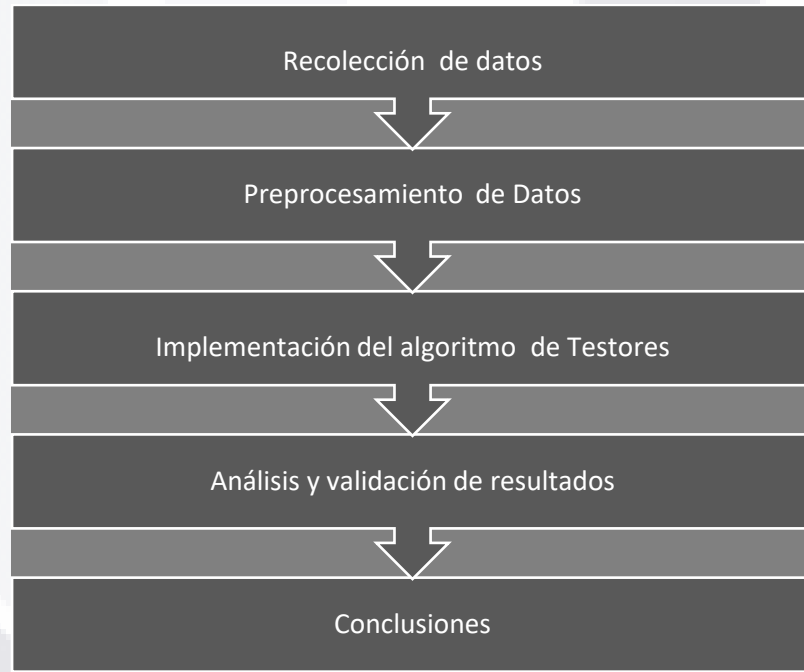 Recolección de datos
Preprocesamiento de Datos
Implementación del algoritmo de Testores
Análisis y validación de resultados
Conclusiones